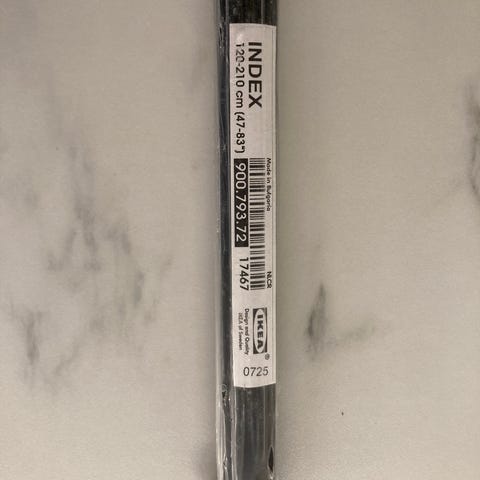 INDEX
120-210 cm (47-83")
Made in Bulgaria
900.793.72
17467
NLCR
IKEA®
Design and Quality
IKEA of Sweden
0725